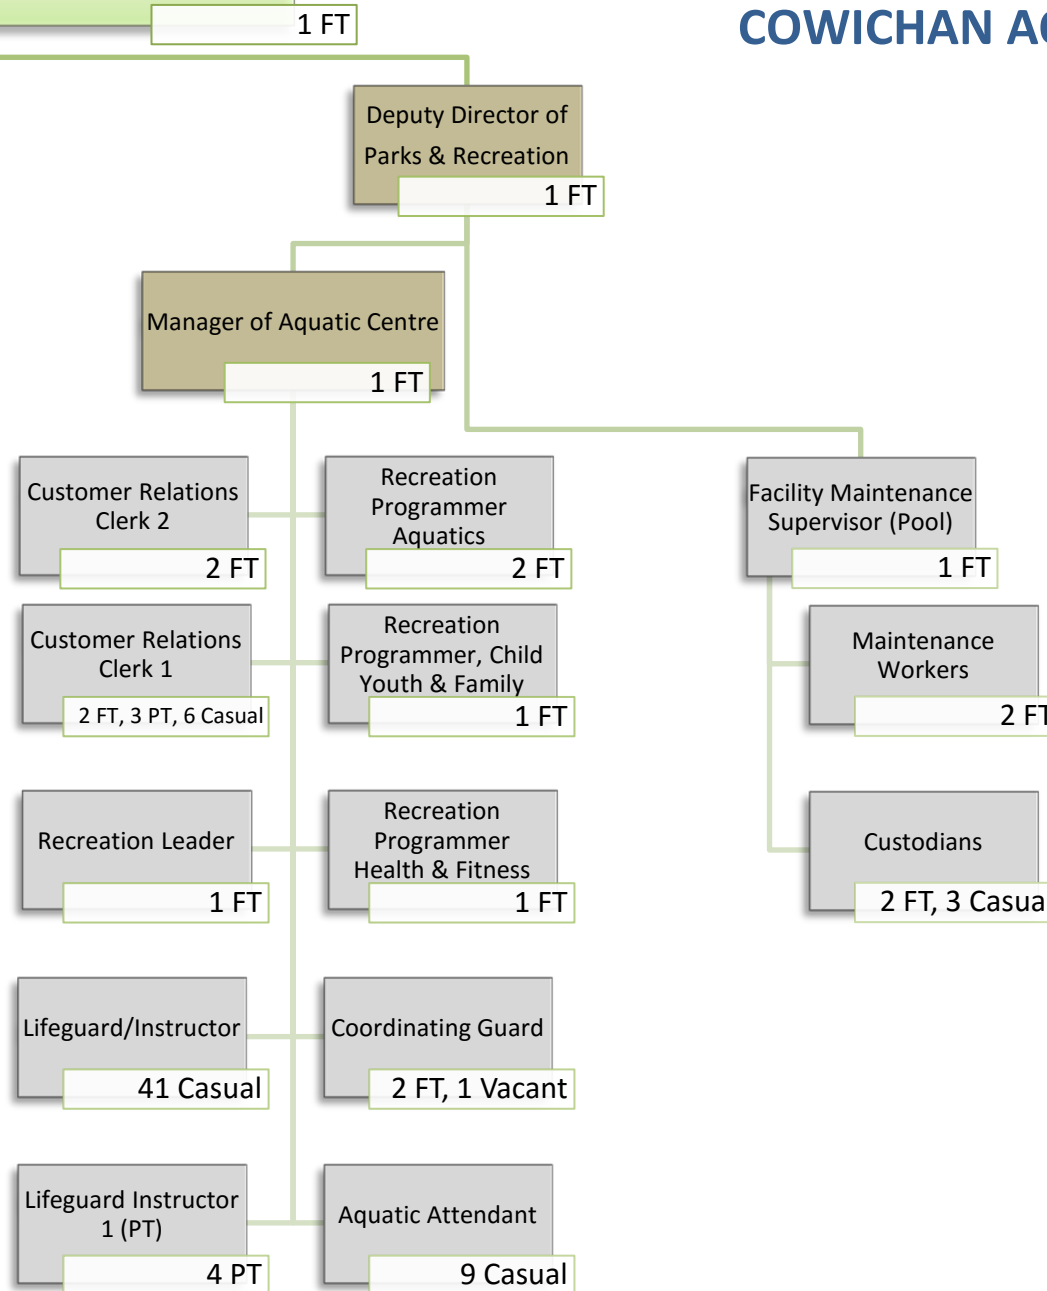 1 FT
COWICHAN
Deputy Director of
Parks & Recreation
1 FT
Manager of Aquatic Centre
1 FT
Customer Relations
Clerk 2
2 FT
Recreation
Programmer
Aquatics
2 FT
Facility Maintenance
Supervisor (Pool)
1 FT
Customer Relations
Clerk 1
2 FT, 3 PT, 6 Casual
Recreation
Programmer, Child
Youth & Family
1 FT
Maintenance
Workers
2 FT
Recreation Leader
1 FT
Recreation
Programmer
Health & Fitness
1 FT
Custodians
2 FT, 3 Casua
Lifeguard/Instructor
41 Casual
Coordinating Guard
2 FT, 1 Vacant
Lifeguard Instructor
1 (PT)
4 PT
Aquatic Attendant
9 Casual